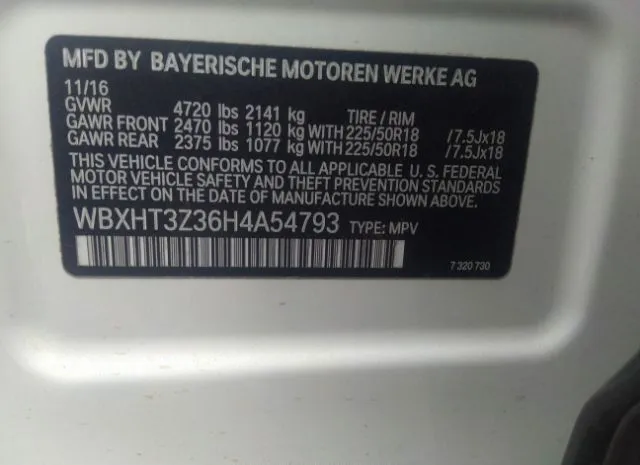 MFD BY BAYERISCHE MOTOREN WERKE AG
11/16
GVWR 4720 lbs 2141 kg TIRE / RIM
GAWR FRONT 2470 lbs 1120 kg WITH 225/50R18 /7.5Jx18
GAWR REAR 2375 lbs 1077 kg WITH 225/50R18 /7.5Jx18
THIS VEHICLE CONFORMS TO ALL APPLICABLE U. S. FEDERAL
MOTOR VEHICLE SAFETY AND THEFT PREVENTION STANDARDS
IN EFFECT ON THE DATE OF MANUFACTURE SHOWN ABOVE.
WBXHT3Z36H4A54793 TYPE: MPV
7 320 730